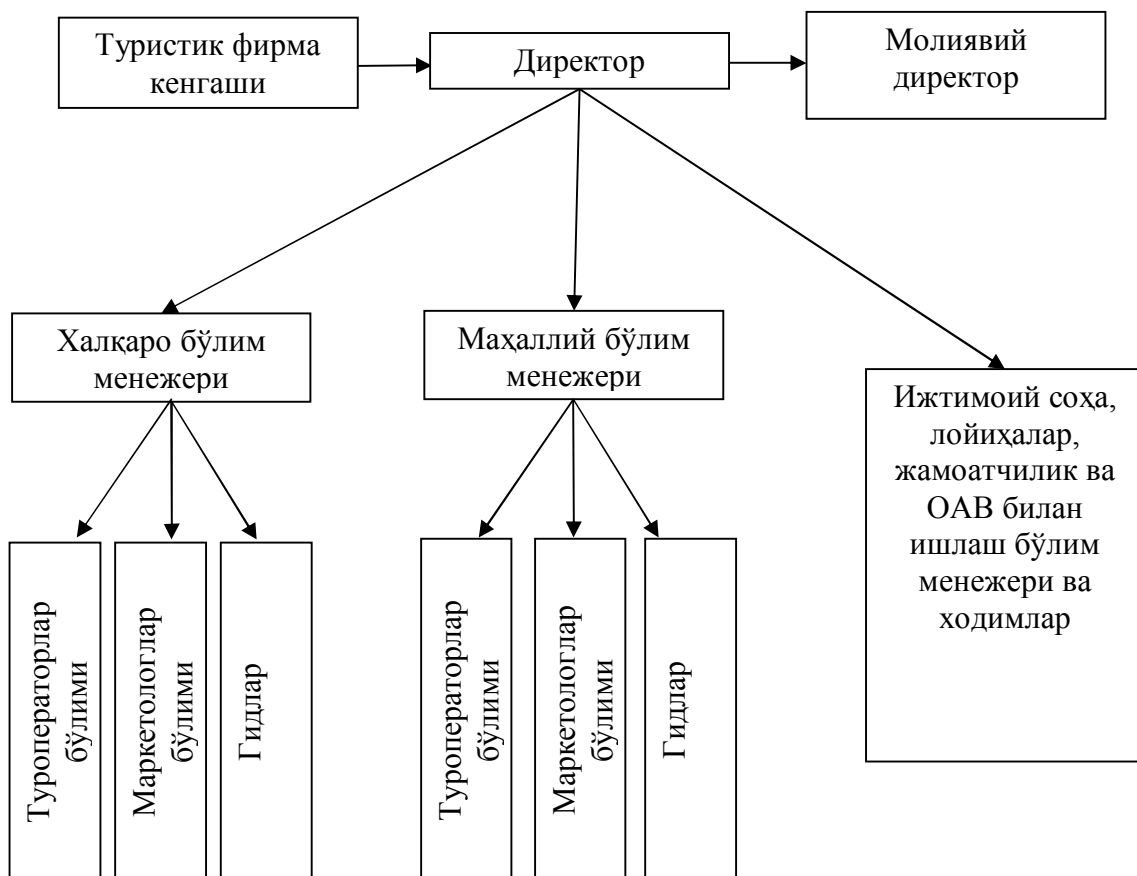 Туристик фирма
кенгаши
Директор
Молиявий
директор
Халқаро бўлим
менежери
Маҳаллий бўлим
менежери
Ижтимоий соҳа,
лойиҳалар,
жамоатчилик ва
ОАВ билан
ишлаш бўлим
менежери ва
ходимлар
Туроператорлар
бўлими
Маркетологлар
бўлими
Гидлар
Туроператорлар
бўлими
Маркетологлар
бўлими
Гидлар